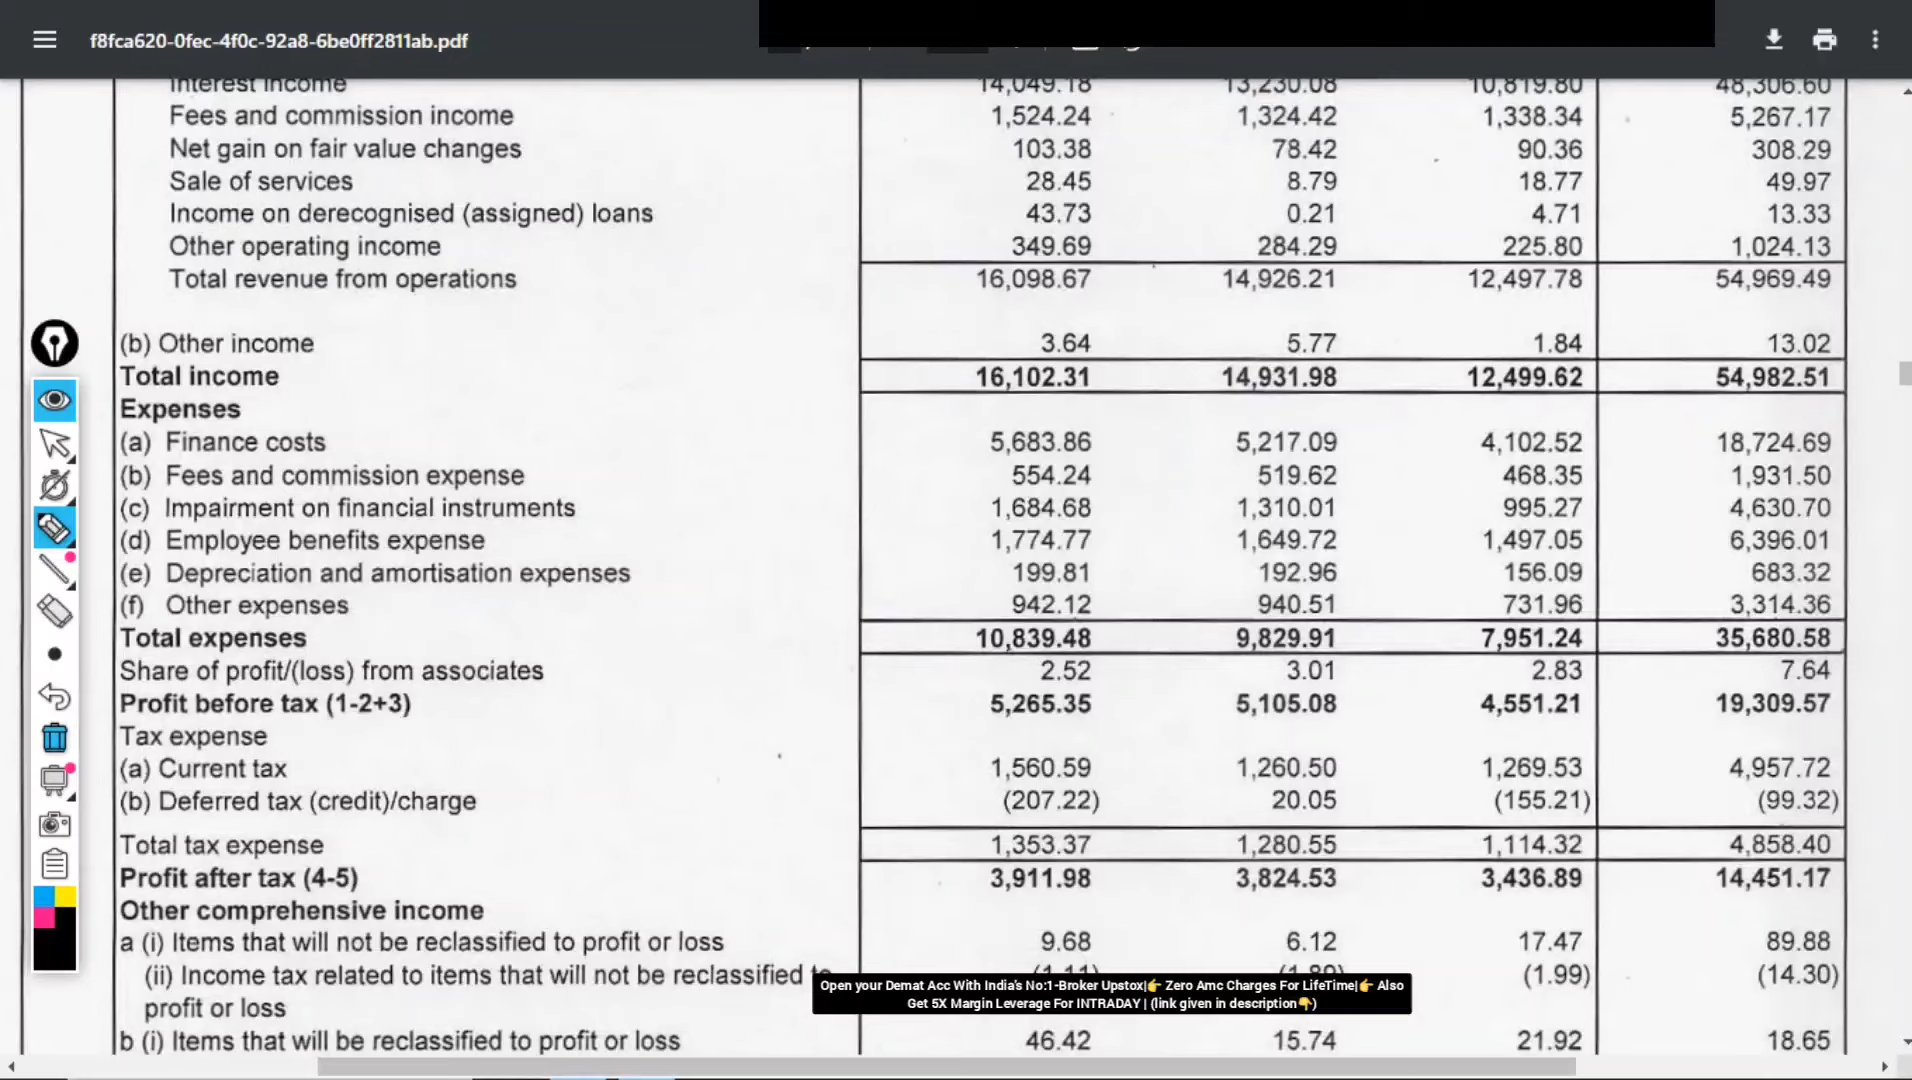 f8fca620-0fec-4f0c-92a8-6be0ff2811ab.pdf
Interest income 14,049.18 13,230.08 10,819.80 48,306.60
Fees and commission income 1,524.24 1,324.42 1,338.34 5,267.17
Net gain on fair value changes 103.38 78.42 90.36 308.29
Sale of services 28.45 8.79 18.77 49.97
Income on derecognised (assigned) loans 43.73 0.21 4.71 13.33
Other operating income 349.69 284.29 225.80 1,024.13
Total revenue from operations 16,098.67 14,926.21 12,497.78 54,969.49
(b) Other income 3.64 5.77 1.84 13.02
Total income 16,102.31 14,931.98 12,499.62 54,982.51
Expenses
(a) Finance costs 5,683.86 5,217.09 4,102.52 18,724.69
(b) Fees and commission expense 554.24 519.62 468.35 1,931.50
(c) Impairment on financial instruments 1,684.68 1,310.01 995.27 4,630.70
(d) Employee benefits expense 1,774.77 1,649.72 1,497.05 6,396.01
(e) Depreciation and amortisation expenses 199.81 192.96 156.09 683.32
(f) Other expenses 942.12 940.51 731.96 3,314.36
Total expenses 10,839.48 9,829.91 7,951.24 35,680.58
Share of profit/(loss) from associates 2.52 3.01 2.83 7.64
Profit before tax (1-2+3) 5,265.35 5,105.08 4,551.21 19,309.57
Tax expense
(a) Current tax 1,560.59 1,260.50 1,269.53 4,957.72
(b) Deferred tax (credit)/charge (207.22) 20.05 (155.21) (99.32)
Total tax expense 1,353.37 1,280.55 1,114.32 4,858.40
Profit after tax (4-5) 3,911.98 3,824.53 3,436.89 14,451.17
Other comprehensive income
a (i) Items that will not be reclassified to profit or loss 9.68 6.12 17.47 89.88
(ii) Income tax related to items that will not be reclassified (1.99) (14.30)
profit or loss
Open your Demat Acc With India's No:1-Broker Upstox|👉 Zero Amc Charges For LifeTime|👉 Also
Get 5X Margin Leverage For INTRADAY | (link given in description👇)
b (i) Items that will be reclassified to profit or loss 46.42 15.74 21.92 18.65